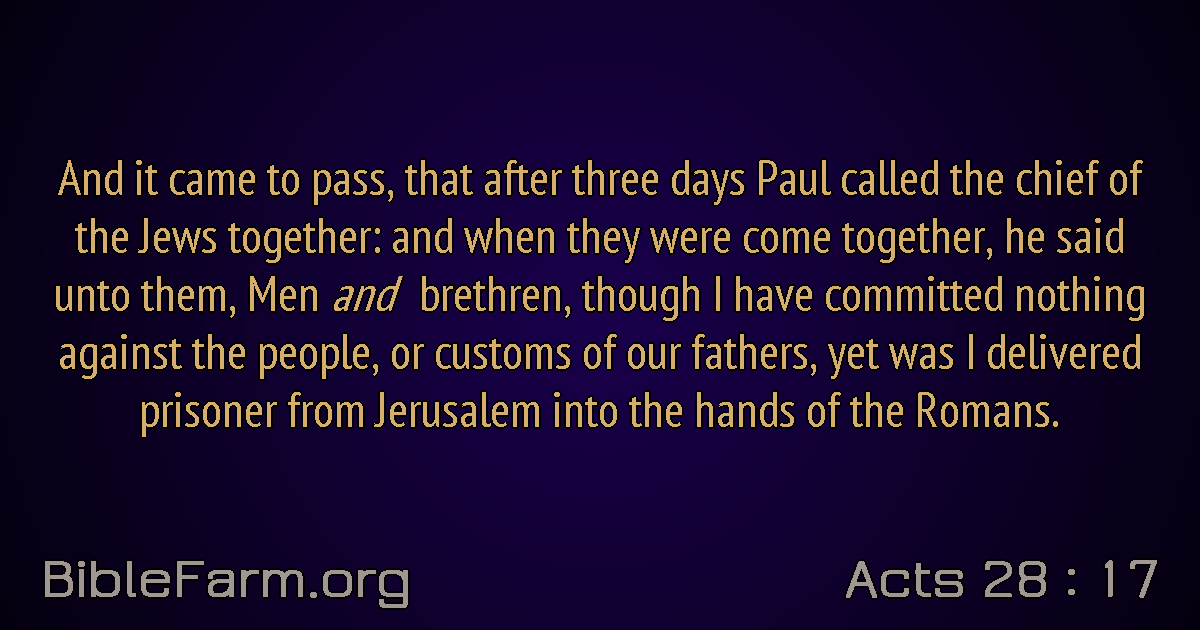 And it came to pass, that after three days Paul called the chief of
the Jews together: and when they were come together, he said
unto them, Men and brethren, though I have committed nothing
against the people, or customs of our fathers, yet was I delivered
prisoner from Jerusalem into the hands of the Romans.
BibleFarm.org
Acts 28 : 17